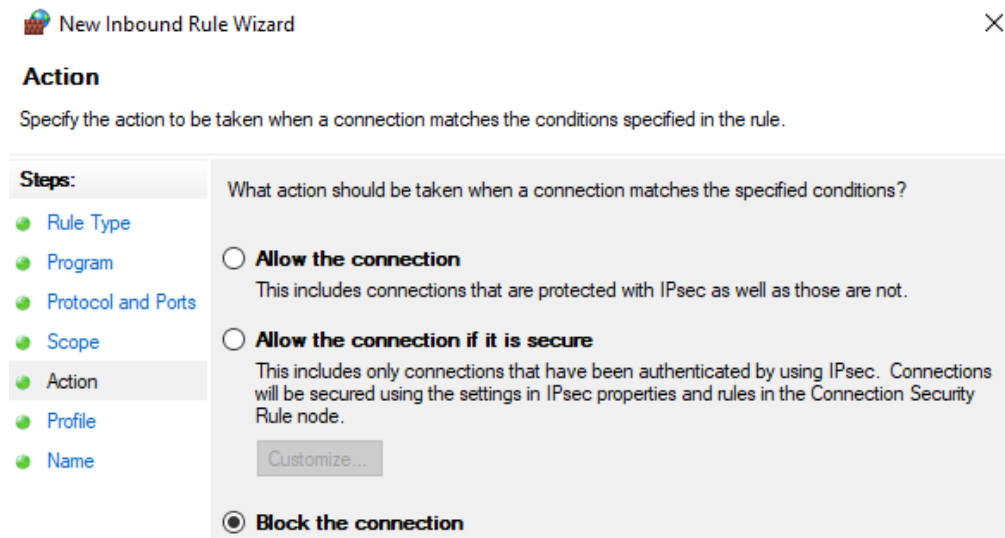 New Inbound Rule Wizard
Action
Specify the action to be taken when a connection matches the conditions specified in the rule.
Steps:
Rule Type
Program
Protocol and Ports
Scope
Action
Profile
Name
What action should be taken when a connection matches the specified conditions?
Allow the connection
This includes connections that are protected with IPsec as well as those are not.
Allow the connection if it is secure
This includes only connections that have been authenticated by using IPsec. Connections
will be secured using the settings in IPsec properties and rules in the Connection Security
Rule node.
Customize...
Block the connection